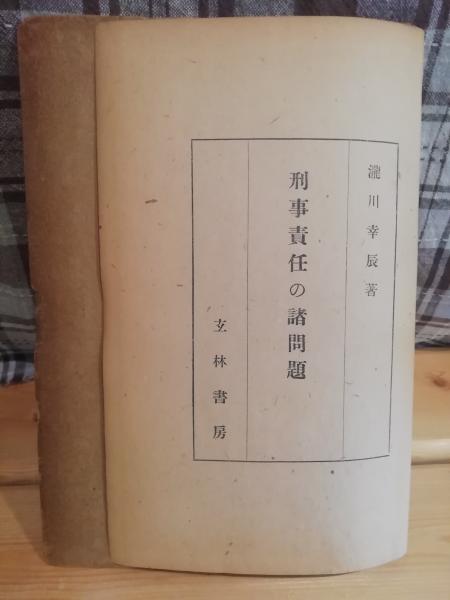 瀧川幸辰著
刑事責任の諸問題
玄林書房